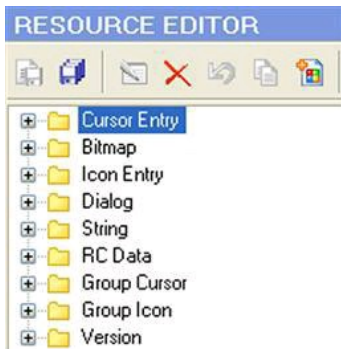 RESOURCE EDITOR
Cursor Entry
Bitmap
Icon Entry
Dialog
String
RC Data
Group Cursor
Group Icon
Version